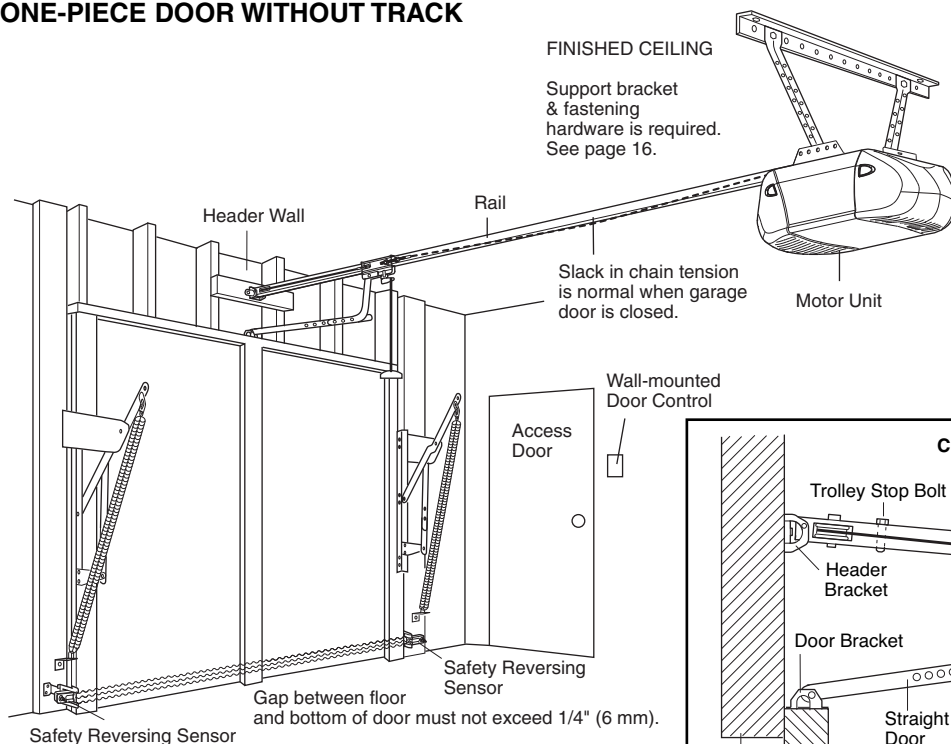 ONE-PIECE DOOR WITHOUT TRACK
FINISHED CEILING
Support bracket
& fastening
hardware is required.
See page 16.
Header Wall
Rail
Slack in chain tension
is normal when garage
door is closed.
Motor Unit
Wall-mounted
Door Control
Access
Door
Safety Reversing
Sensor
Gap between floor
and bottom of door must not exceed 1/4" (6 mm).
Safety Reversing Sensor
C
Trolley Stop Bolt
Header
Bracket
Door Bracket
Straight
Door